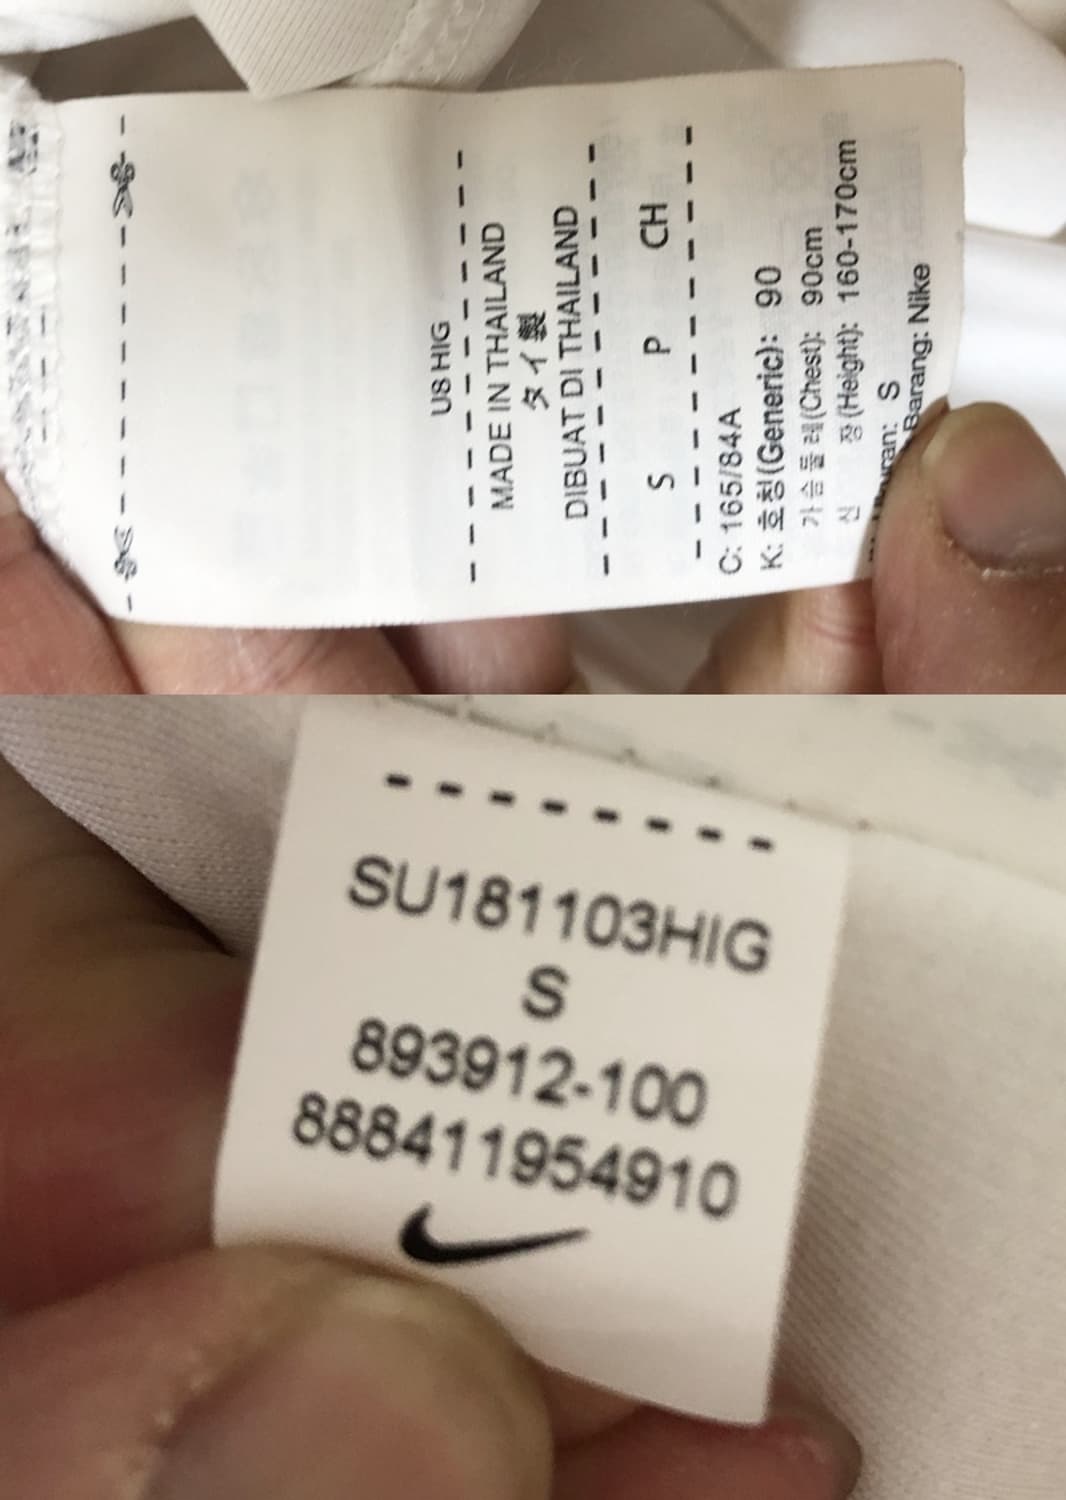 US HIG
MADE IN THAILAND
タイ製
DIBUAT DI THAILAND
S P CH
C: 165/84A
K: 호칭(Generic): 90
가슴둘레(Chest): 90cm
신 장(Height): 160-170cm
S
Barang: Nike
SU181103HIG
S
893912-100
888411954910